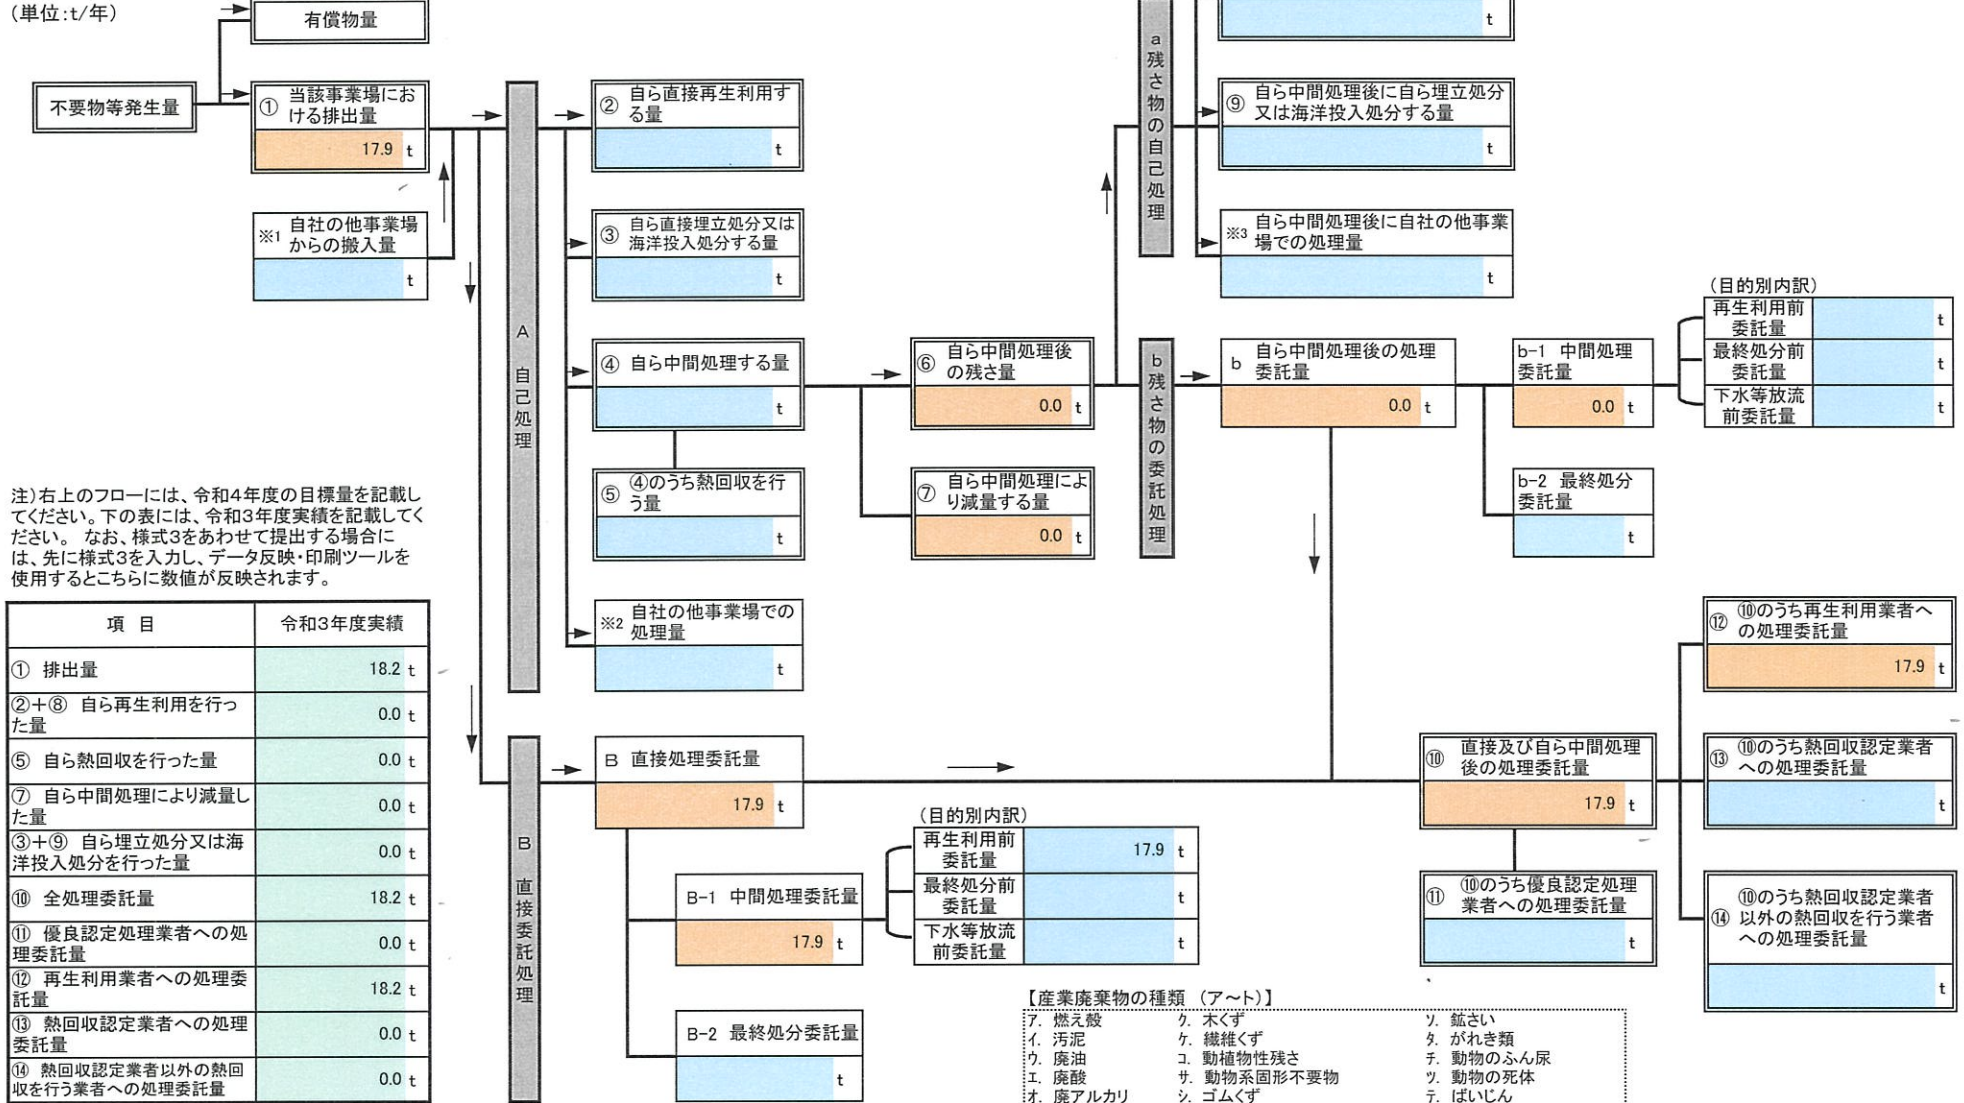 (単位:t/年)
有償物量
不要物等発生量
① 当該事業場にお
ける排出量
17.9 t
※1 自社の他事業場
からの搬入量
t
A 自己処理
② 自ら直接再生利用す
る量
t
③ 自ら直接埋立処分又は
海洋投入処分する量
t
④ 自ら中間処理する量
t
⑤ ④のうち熱回収を行
う量
t
※2 自社の他事業場での
処理量
t
⑥ 自ら中間処理後
の残さ量
0.0 t
⑦ 自ら中間処理によ
り減量する量
0.0 t
a 残さ物の自己処理
t
⑨ 自ら中間処理後に自ら埋立処分
又は海洋投入処分する量
t
※3 自ら中間処理後に自社の他事業
場での処理量
t
b 残さ物の委託処理
b 自ら中間処理後の処理
委託量
0.0 t
b-1 中間処理
委託量
0.0 t
b-2 最終処分
委託量
t
(目的別内訳)
再生利用前
委託量
t
最終処分前
委託量
t
下水等放流
前委託量
t
注)右上のフローには、令和4年度の目標量を記載し
てください。下の表には、令和3年度実績を記載してく
ださい。 なお、様式3をあわせて提出する場合に
は、先に様式3を入力し、データ反映・印刷ツールを
使用するとこちらに数値が反映されます。
項 目 令和3年度実績
① 排出量 18.2 t
②+⑧ 自ら再生利用を行っ
た量 0.0 t
⑤ 自ら熱回収を行った量 0.0 t
⑦ 自ら中間処理により減量し
た量 0.0 t
③+⑨ 自ら埋立処分又は海
洋投入処分を行った量 0.0 t
⑩ 全処理委託量 18.2 t
⑪ 優良認定処理業者への処
理委託量 0.0 t
⑫ 再生利用業者への処理委
託量 18.2 t
⑬ 熱回収認定業者への処理
委託量 0.0 t
⑭ 熱回収認定業者以外の熱回
収を行う業者への処理委託量 0.0 t
B 直接委託処理
B 直接処理委託量
17.9 t
B-1 中間処理委託量
17.9 t
B-2 最終処分委託量
t
(目的別内訳)
再生利用前
委託量
17.9 t
最終処分前
委託量
t
下水等放流
前委託量
t
⑩ 直接及び自ら中間処理
後の処理委託量
17.9 t
⑪ ⑩のうち優良認定処理
業者への処理委託量
t
⑫ ⑩のうち再生利用業者へ
の処理委託量
17.9 t
⑬ ⑩のうち熱回収認定業者
への処理委託量
t
⑭ ⑩のうち熱回収認定業者
以外の熱回収を行う業者
への処理委託量
t
【産業廃棄物の種類 (ア~ト)】
ア. 燃え殻 ク. 木くず ソ. 鉱さい
イ. 汚泥 ケ. 繊維くず タ. がれき類
ウ. 廃油 コ. 動植物性残さ チ. 動物のふん尿
エ. 廃酸 サ. 動物系固形不要物 ツ. 動物の死体
オ. 廃アルカリ シ. ゴムくず テ. ばいじん